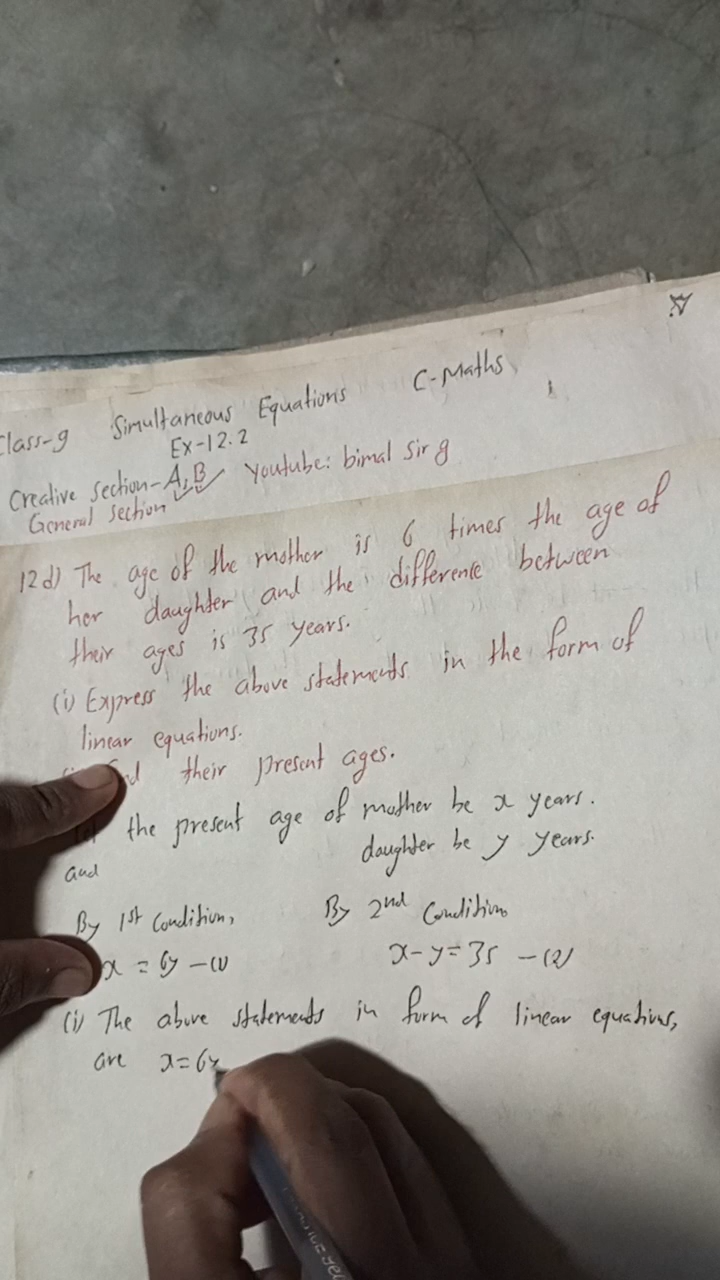 Class-9 Simultaneous Equations C-Maths
Ex-12.2
Creative section-A,B Youtube: bimal sir g
General section
12d) The age of the mother is 6 times the age of
her daughter and the difference between
their ages is 35 years.
(i) Express the above statements in the form of
linear equations.
their present ages.
the present age of mother be x years.
and daughter be y years.
By 1st Condition, By 2nd Condition,
x = 6y -(1) x-y=35 -(2)
(i) The above statements in form of linear equations,
are x=6y